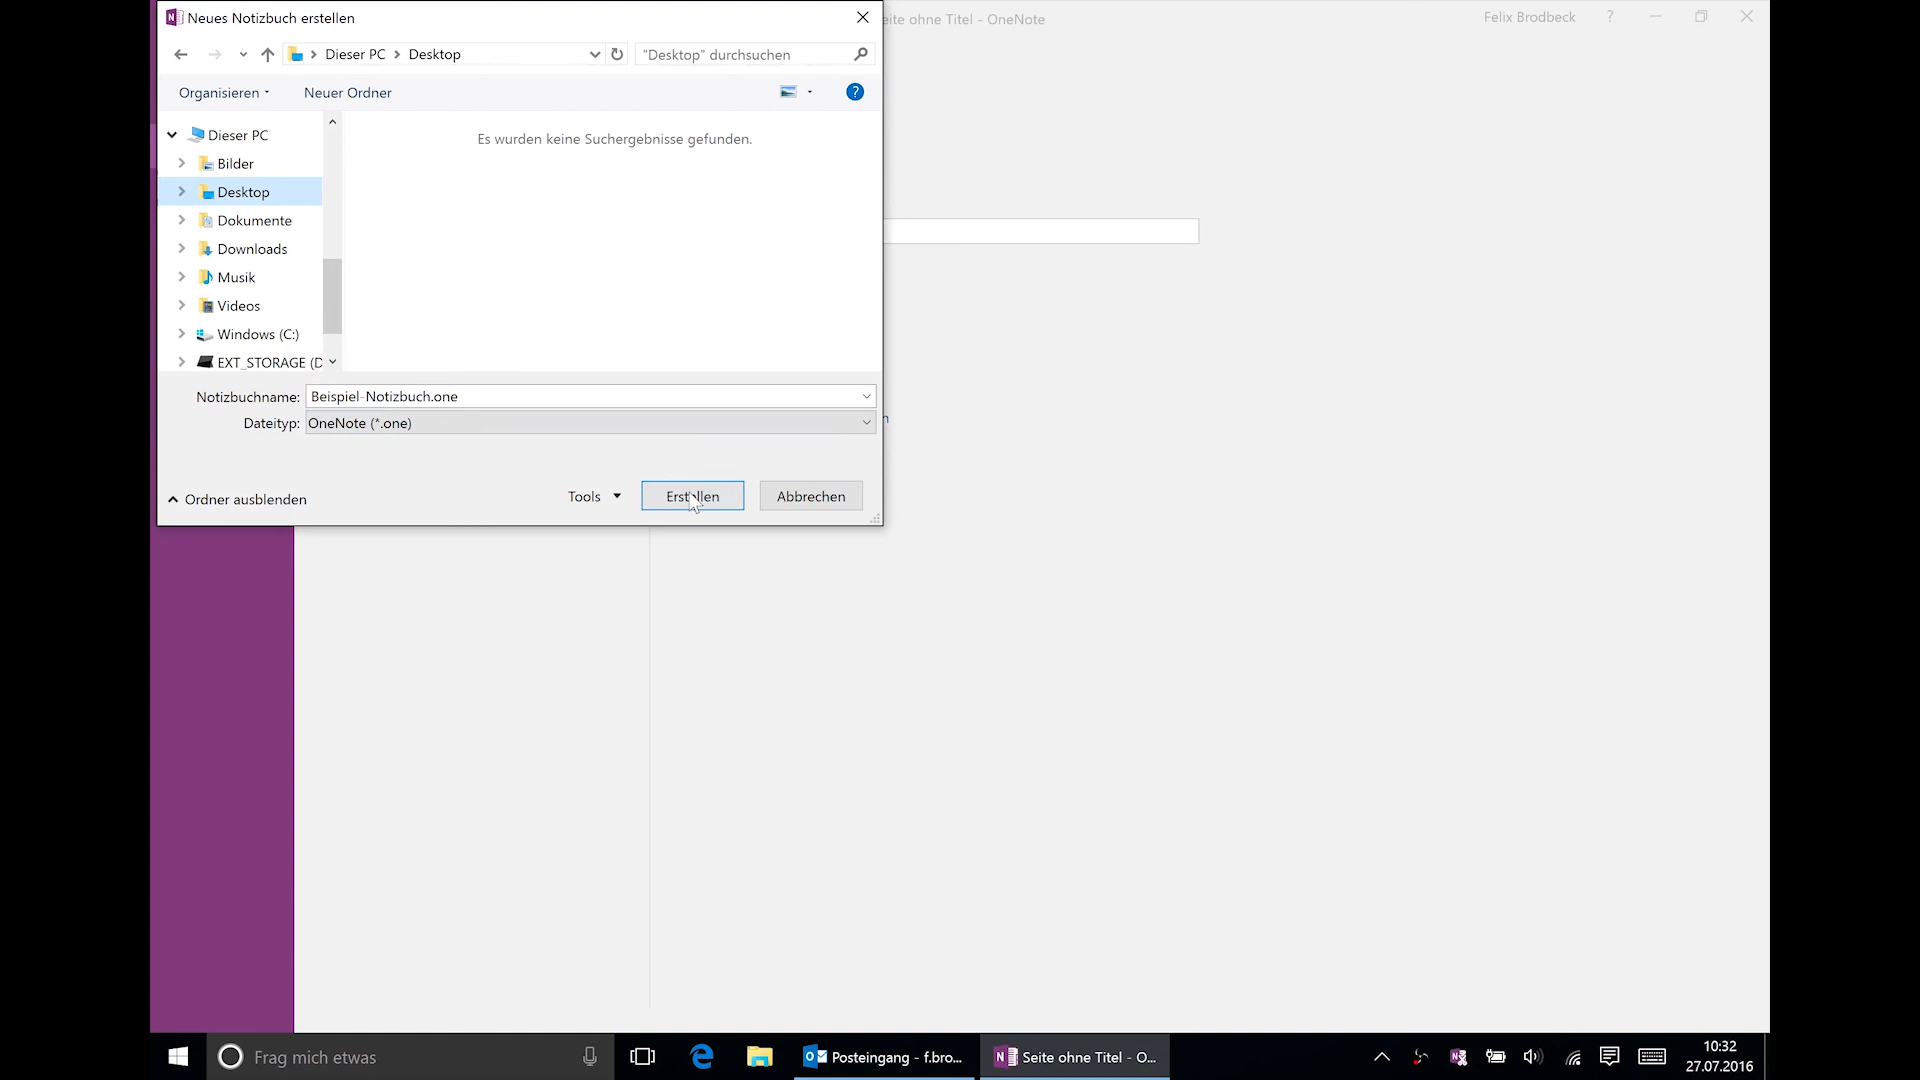 Neues Notizbuch erstellen
eite ohne Titel - OneNote
Felix Brodbeck
?
Dieser PC
Desktop
"Desktop" durchsuchen
Organisieren
Neuer Ordner
?
Dieser PC
Es wurden keine Suchergebnisse gefunden.
Bilder
Desktop
Dokumente
Downloads
Musik
Videos
Windows (C:)
EXT_STORAGE (D
Notizbuchname:
Beispiel-Notizbuch.one
Dateityp:
OneNote (*.one)
n
Ordner ausblenden
Tools
Erstellen
Abbrechen
Frag mich etwas
Posteingang - f.bro...
Seite ohne Titel - O...
10:32
27.07.2016